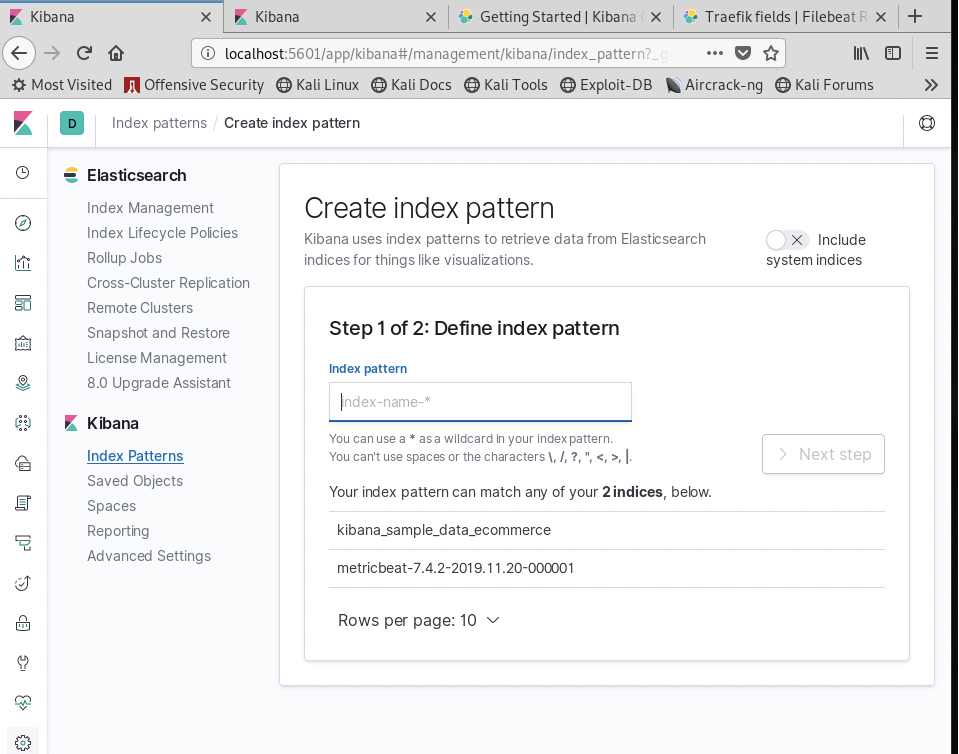 Kibana
Kibana
Getting Started | Kibana
Traefik fields | Filebeat R
localhost:5601/app/kibana#/management/kibana/index_pattern?_g
Most Visited
Offensive Security
Kali Linux
Kali Docs
Kali Tools
Exploit-DB
Aircrack-ng
Kali Forums
D
Index patterns / Create index pattern
Elasticsearch
Index Management
Index Lifecycle Policies
Rollup Jobs
Cross-Cluster Replication
Remote Clusters
Snapshot and Restore
License Management
8.0 Upgrade Assistant
Kibana
Index Patterns
Saved Objects
Spaces
Reporting
Advanced Settings
Create index pattern
Kibana uses index patterns to retrieve data from Elasticsearch
indices for things like visualizations.
Include
system indices
Step 1 of 2: Define index pattern
Index pattern
index-name-*
You can use a * as a wildcard in your index pattern.
You can't use spaces or the characters \, /, ?, ", <, >, |.
Next step
Your index pattern can match any of your 2 indices, below.
kibana_sample_data_ecommerce
metricbeat-7.4.2-2019.11.20-000001
Rows per page: 10